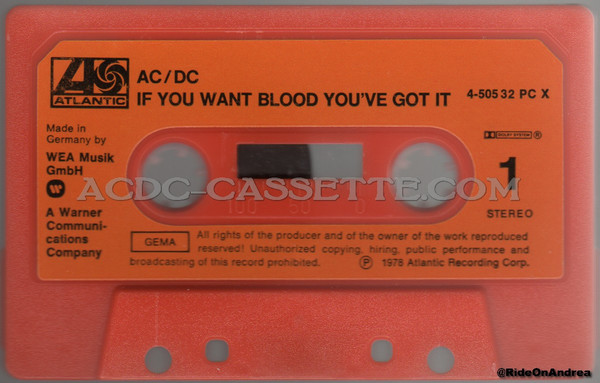 ATLANTIC
AC/DC
IF YOU WANT BLOOD YOU'VE GOT IT
4-505 32 PC X
Made in
Germany by
WEA Musik
GmbH
A Warner
Communi-
cations
Company
DOLBY SYSTEM ®
1
STEREO
ACDC-CASSETTE.COM
100 50 0
GEMA
All rights of the producer and of the owner of the work reproduced
reserved! Unauthorized copying, hiring, public performance and
broadcasting of this record prohibited. Ⓟ 1978 Atlantic Recording Corp.
@RideOnAndrea